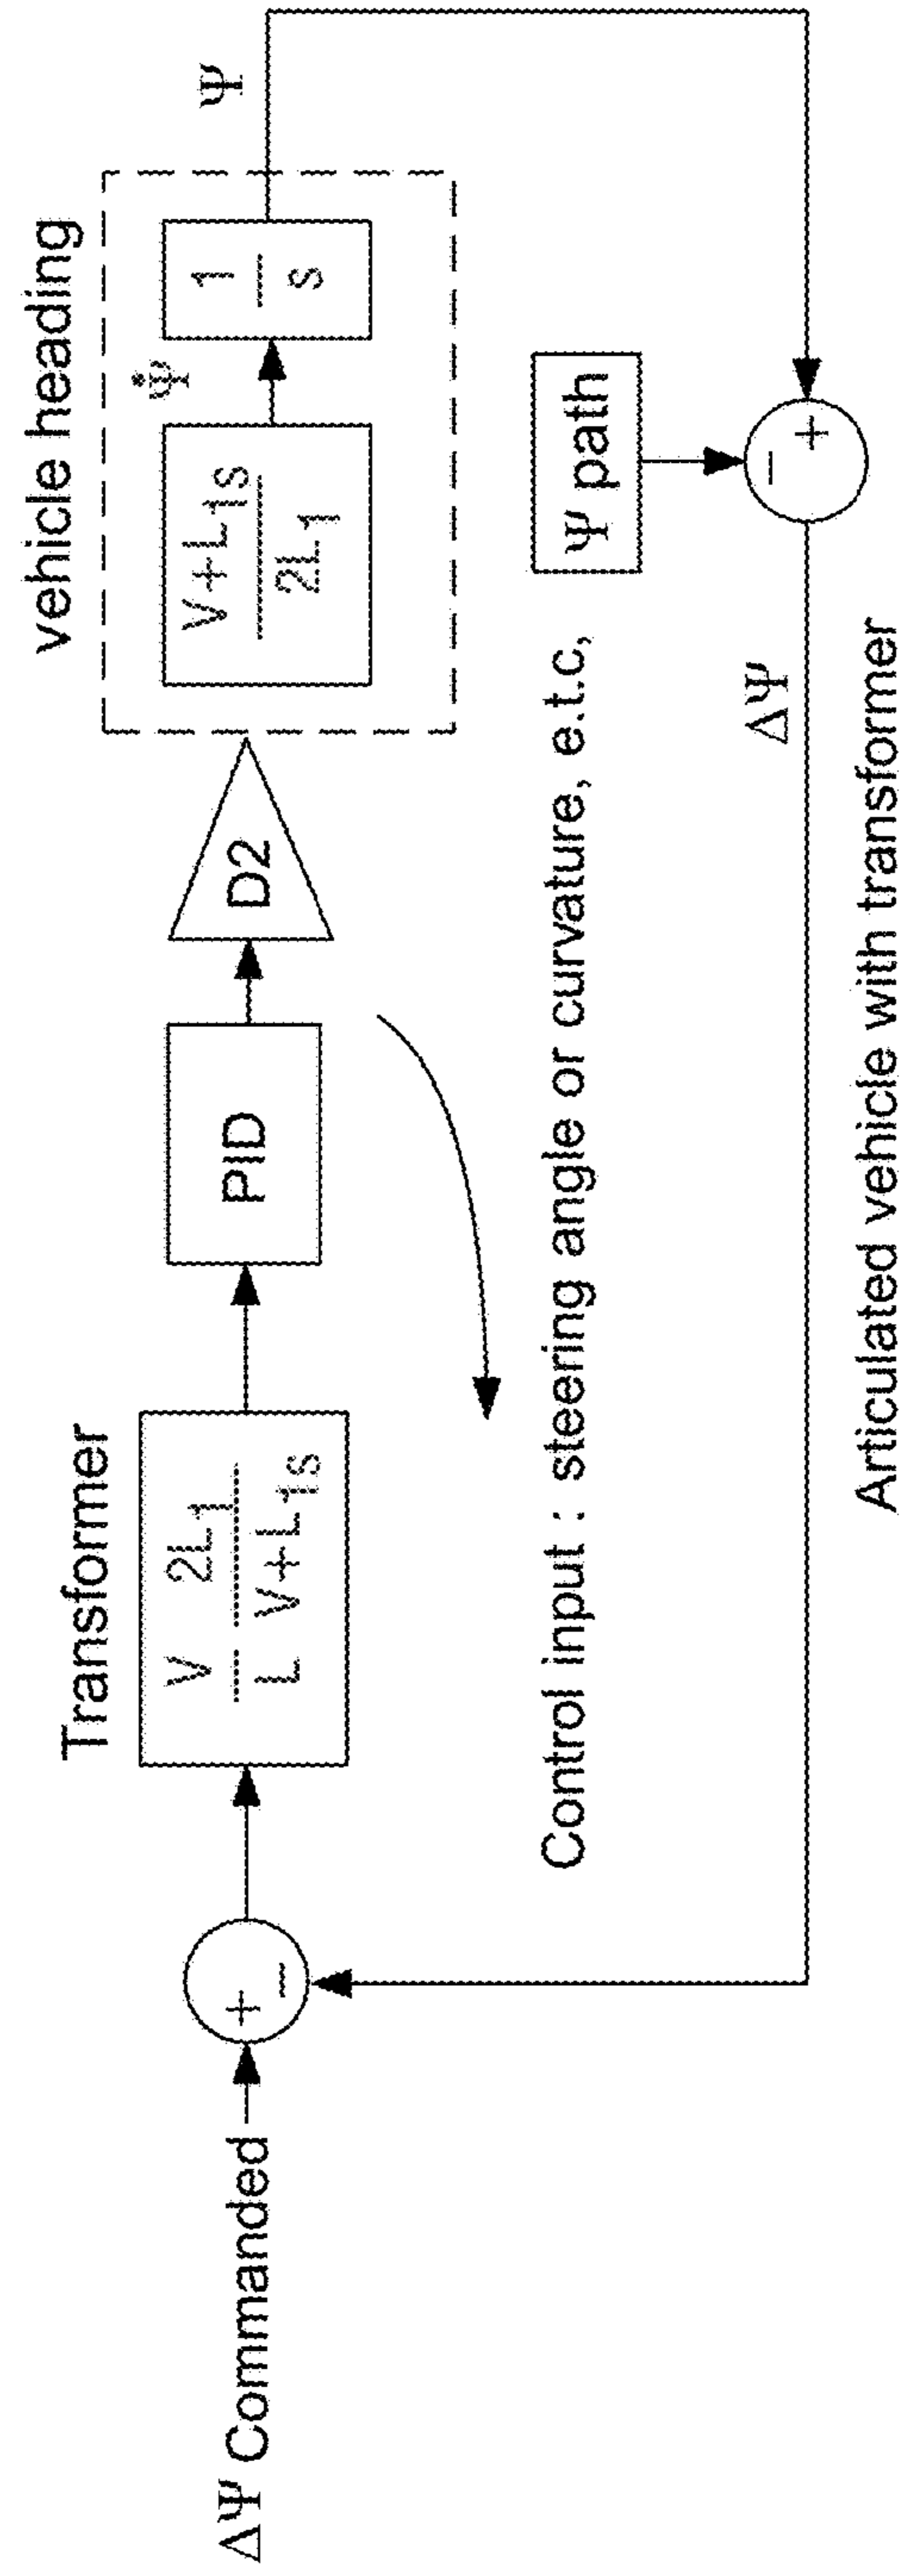 ΔΨ Commanded
+
−
Transformer
V 2L1
L V+L1s
PID
D2
vehicle heading
V+L1s
2L1
Ψ̇
1
s
Ψ
Control input : steering angle or curvature, e.t.c,
Ψ path
−
+
ΔΨ
Articulated vehicle with transformer